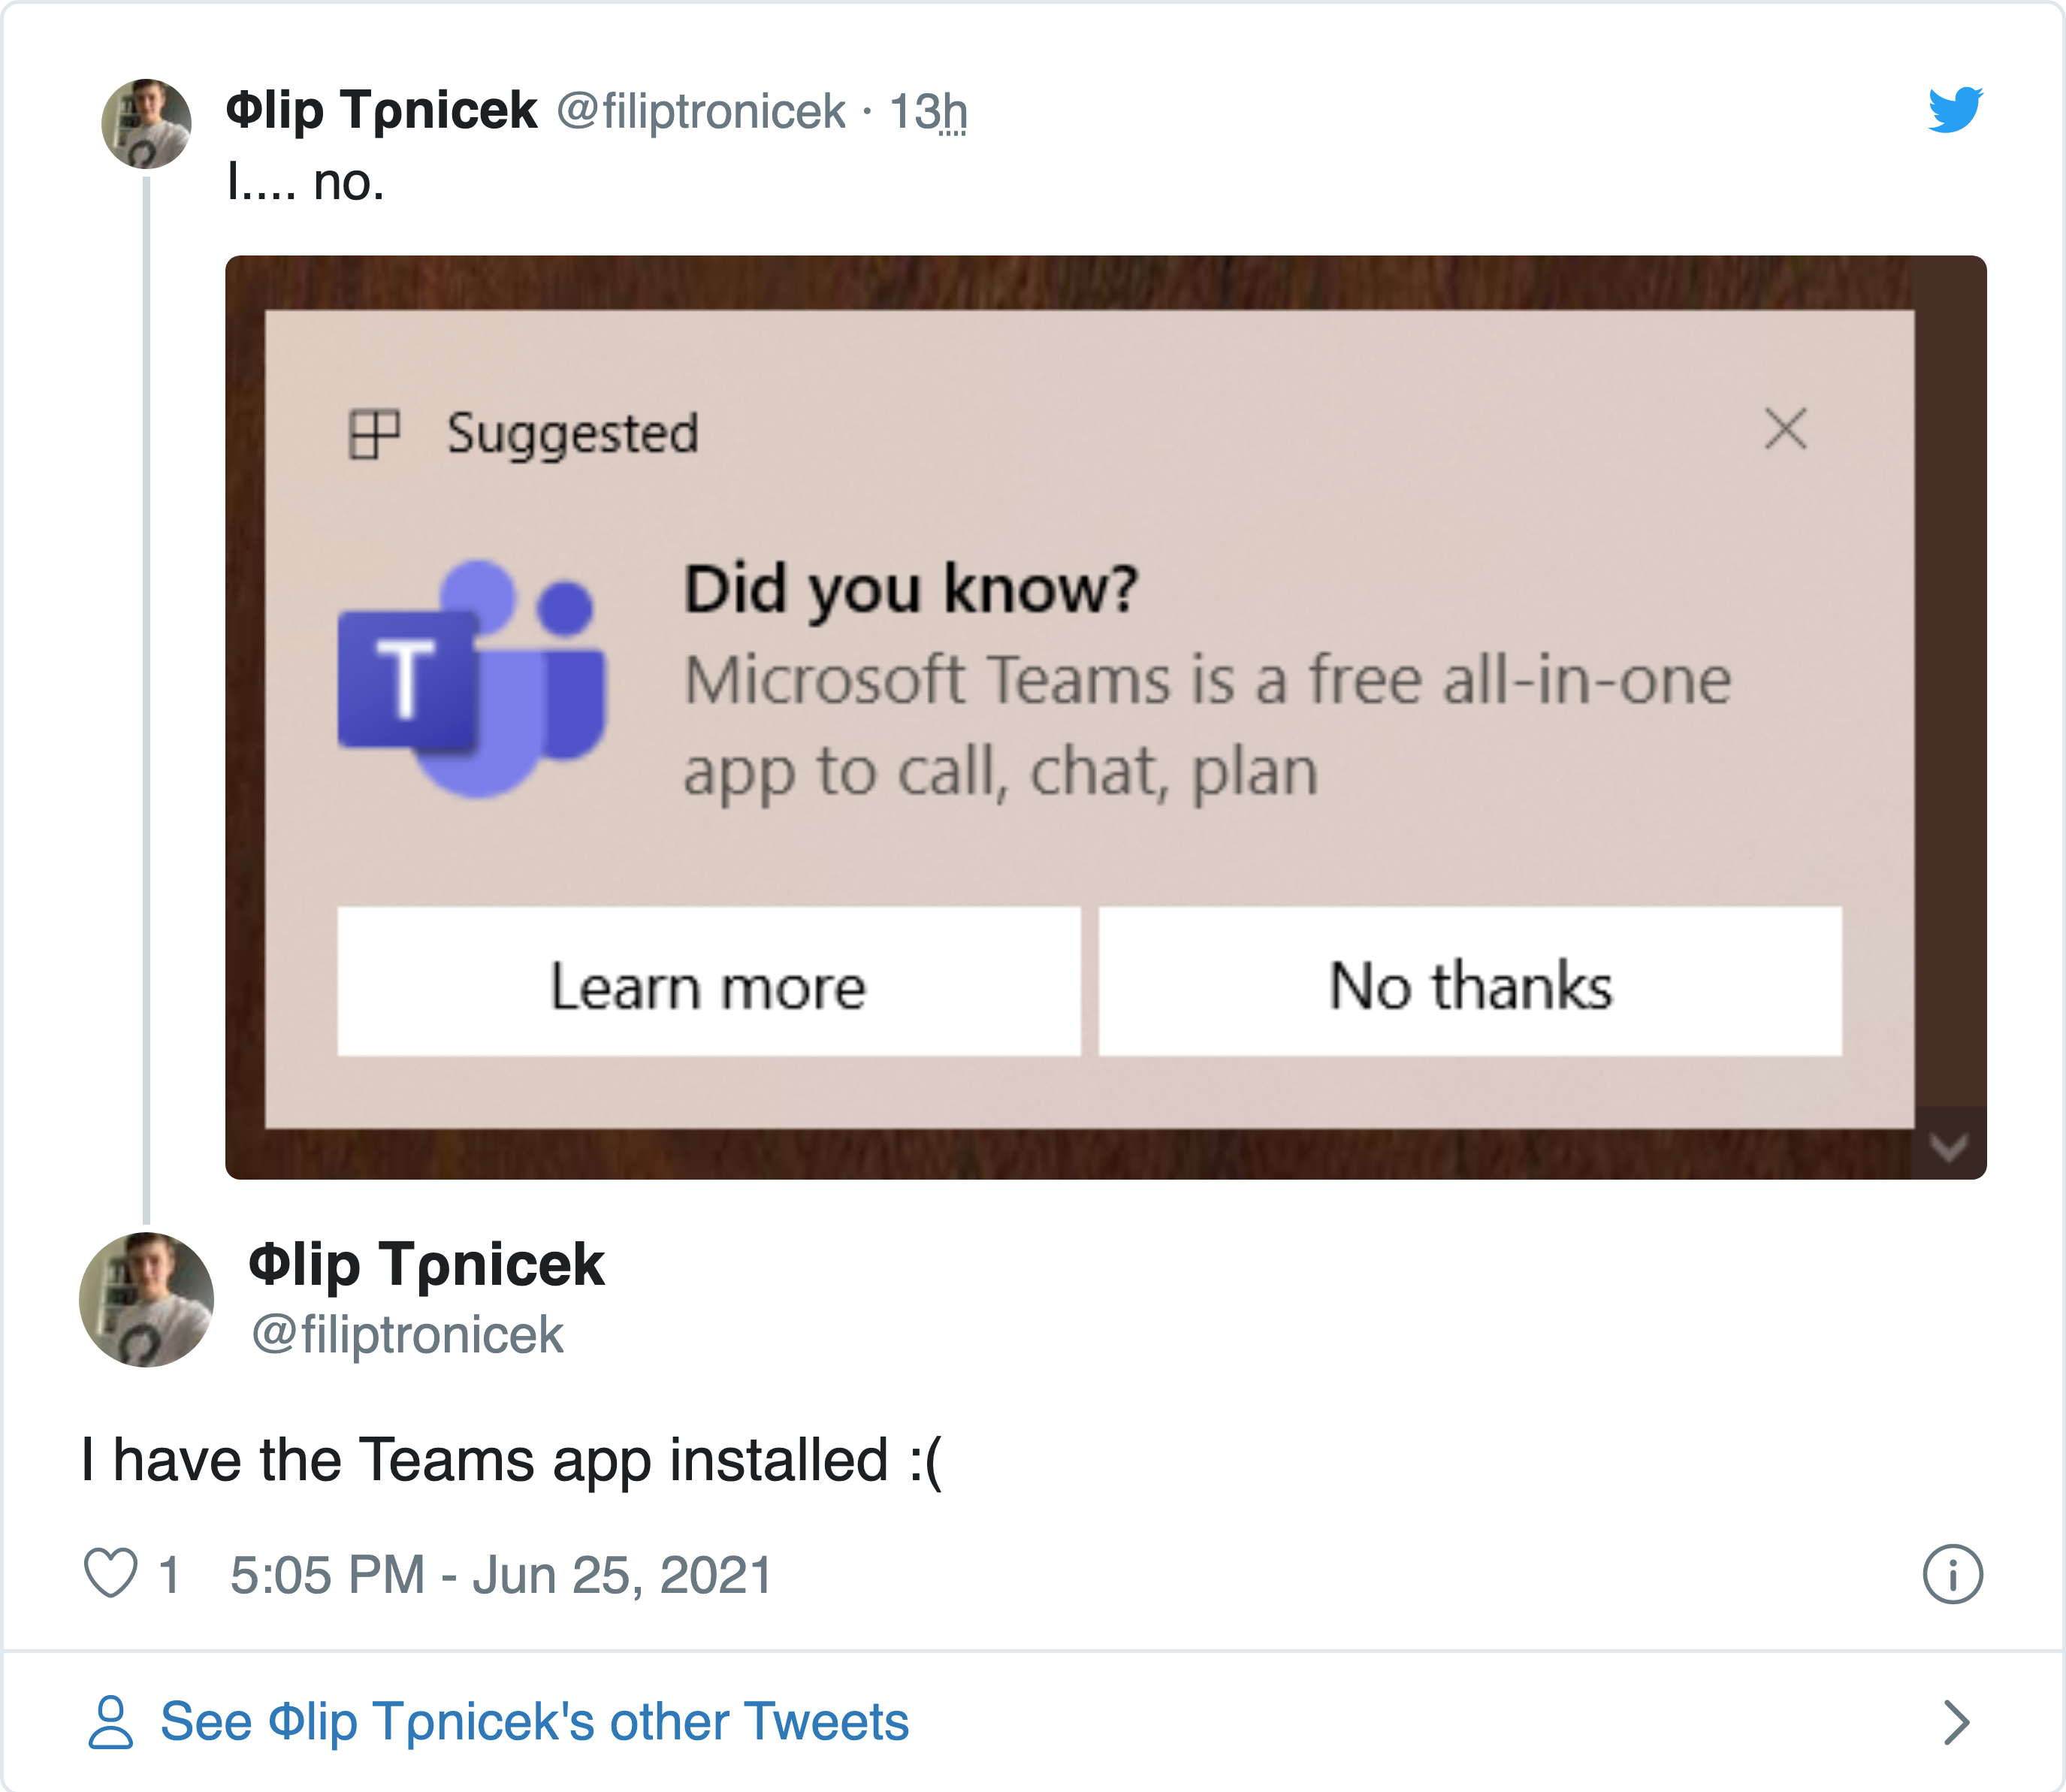 Φlip Tρnicek @filiptronicek · 13h
I.... no.
Suggested
Did you know?
Microsoft Teams is a free all-in-one
app to call, chat, plan
T
Learn more
No thanks
Φlip Tρnicek
@filiptronicek
I have the Teams app installed :(
1 5:05 PM - Jun 25, 2021
See Φlip Tρnicek's other Tweets